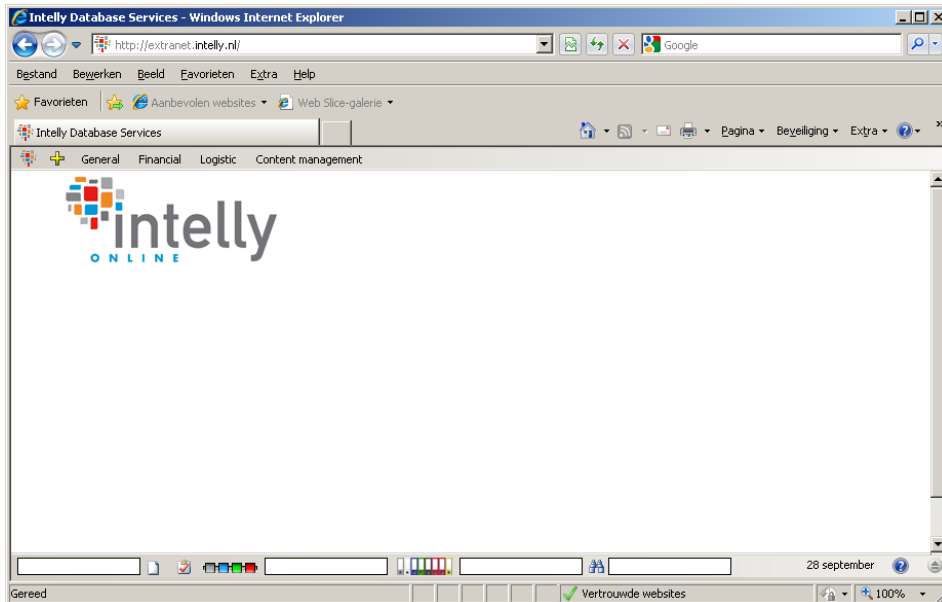 Intelly Database Services - Windows Internet Explorer
http://extranet.intelly.nl/
Google
Bestand Bewerken Beeld Favorieten Extra Help
Favorieten Aanbevolen websites Web Slice-galerie
Intelly Database Services Pagina Beveiliging Extra »
General Financial Logistic Content management
intelly
ONLINE
28 september
Gereed Vertrouwde websites 100%